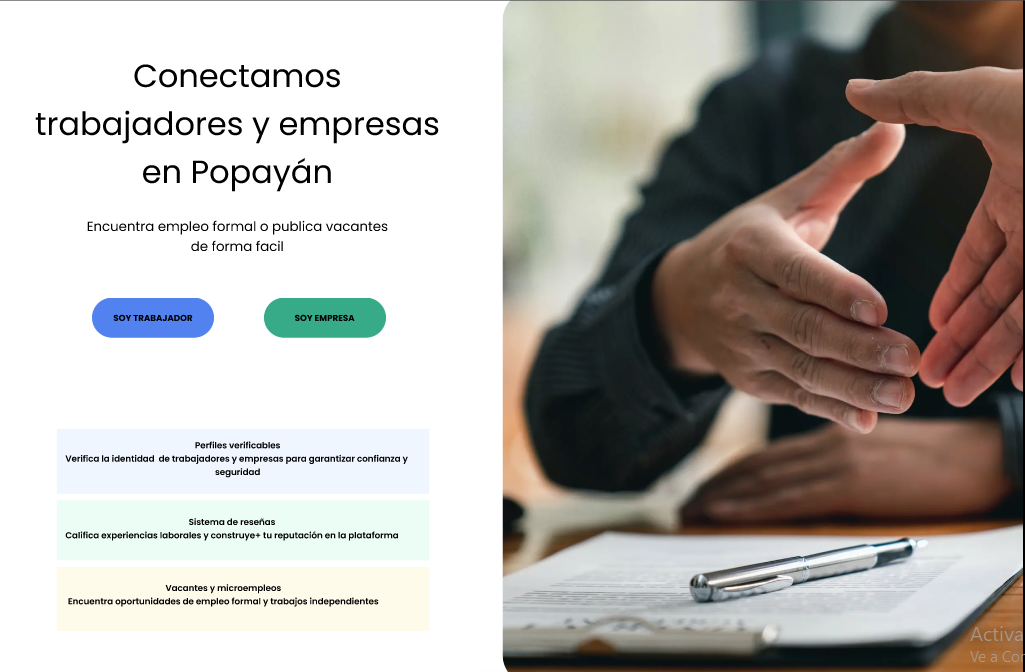 Conectamos
trabajadores y empresas
en Popayán
Encuentra empleo formal o publica vacantes
de forma facil
SOY TRABAJADOR
SOY EMPRESA
Perfiles verificables
Verifica la identidad de trabajadores y empresas para garantizar confianza y
seguridad
Sistema de reseñas
Califica experiencias laborales y construye+ tu reputación en la plataforma
Vacantes y microempleos
Encuentra oportunidades de empleo formal y trabajos independientes
Activa
Ve a Con